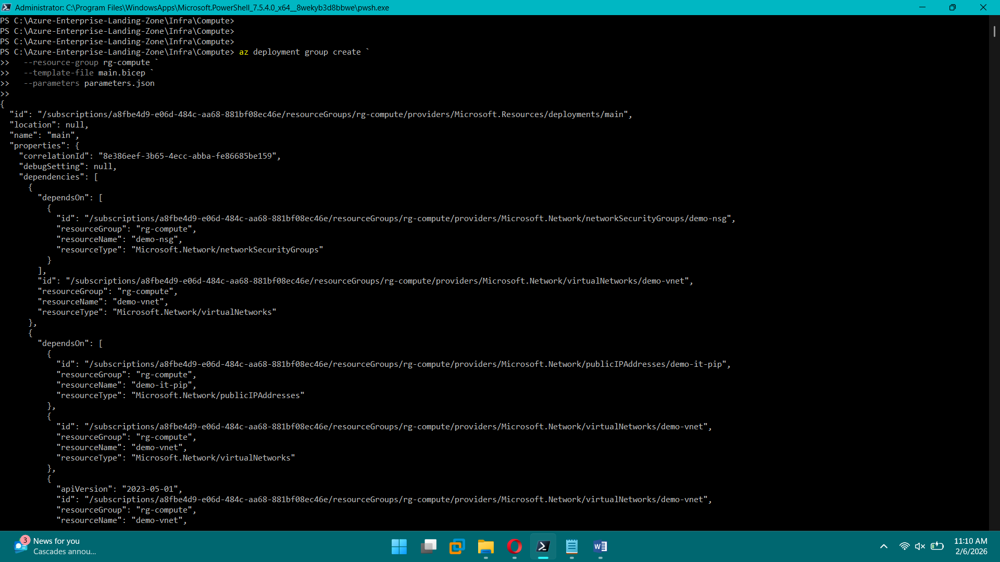 Administrator: C:\Program Files\WindowsApps\Microsoft.PowerShell_7.5.4.0_x64__8wekyb3d8bbwe\pwsh.exe
PS C:\Azure-Enterprise-Landing-Zone\Infra\Compute>
PS C:\Azure-Enterprise-Landing-Zone\Infra\Compute>
PS C:\Azure-Enterprise-Landing-Zone\Infra\Compute>
PS C:\Azure-Enterprise-Landing-Zone\Infra\Compute> az deployment group create `
>>   --resource-group rg-compute `
>>   --template-file main.bicep `
>>   --parameters parameters.json
>>
{
  "id": "/subscriptions/a8fbe4d9-e06d-484c-aa68-881bf08ec46e/resourceGroups/rg-compute/providers/Microsoft.Resources/deployments/main",
  "location": null,
  "name": "main",
  "properties": {
    "correlationId": "8e386eef-3b65-4ecc-abba-fe86685be159",
    "debugSetting": null,
    "dependencies": [
      {
        "dependsOn": [
          {
            "id": "/subscriptions/a8fbe4d9-e06d-484c-aa68-881bf08ec46e/resourceGroups/rg-compute/providers/Microsoft.Network/networkSecurityGroups/demo-nsg",
            "resourceGroup": "rg-compute",
            "resourceName": "demo-nsg",
            "resourceType": "Microsoft.Network/networkSecurityGroups"
          }
        ],
        "id": "/subscriptions/a8fbe4d9-e06d-484c-aa68-881bf08ec46e/resourceGroups/rg-compute/providers/Microsoft.Network/virtualNetworks/demo-vnet",
        "resourceGroup": "rg-compute",
        "resourceName": "demo-vnet",
        "resourceType": "Microsoft.Network/virtualNetworks"
      },
      {
        "dependsOn": [
          {
            "id": "/subscriptions/a8fbe4d9-e06d-484c-aa68-881bf08ec46e/resourceGroups/rg-compute/providers/Microsoft.Network/publicIPAddresses/demo-it-pip",
            "resourceGroup": "rg-compute",
            "resourceName": "demo-it-pip",
            "resourceType": "Microsoft.Network/publicIPAddresses"
          },
          {
            "id": "/subscriptions/a8fbe4d9-e06d-484c-aa68-881bf08ec46e/resourceGroups/rg-compute/providers/Microsoft.Network/virtualNetworks/demo-vnet",
            "resourceGroup": "rg-compute",
            "resourceName": "demo-vnet",
            "resourceType": "Microsoft.Network/virtualNetworks"
          },
          {
            "apiVersion": "2023-05-01",
            "id": "/subscriptions/a8fbe4d9-e06d-484c-aa68-881bf08ec46e/resourceGroups/rg-compute/providers/Microsoft.Network/virtualNetworks/demo-vnet",
            "resourceGroup": "rg-compute",
            "resourceName": "demo-vnet",
3
News for you
Cascades annou...
W
11:10 AM
2/6/2026